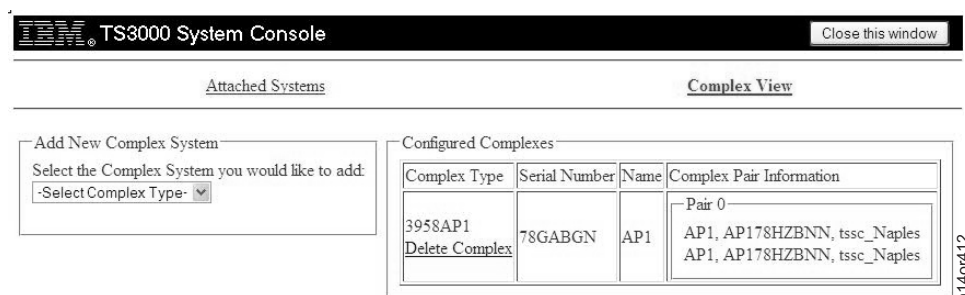 IBM® TS3000 System Console
Close this window
Attached Systems
Complex View
Add New Complex System
Select the Complex System you would like to add:
-Select Complex Type-
Configured Complexes
Complex Type Serial Number Name Complex Pair Information
3958AP1
Delete Complex
78GABGN
AP1
Pair 0
AP1, AP178HZBNN, tssc_Naples
AP1, AP178HZBNN, tssc_Naples